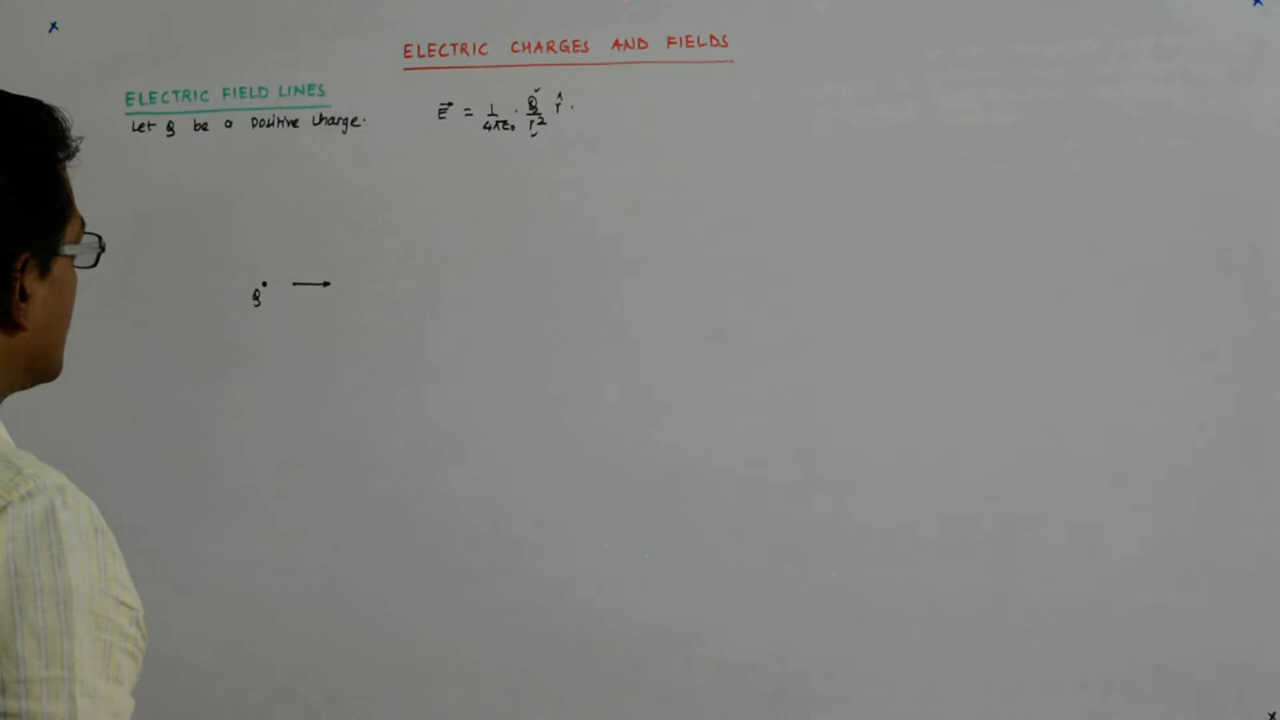 ELECTRIC CHARGES AND FIELDS
ELECTRIC FIELD LINES
Let Q be a positive charge.
E⃗ = 1/4πε₀ · Q/r² r̂ .
Q